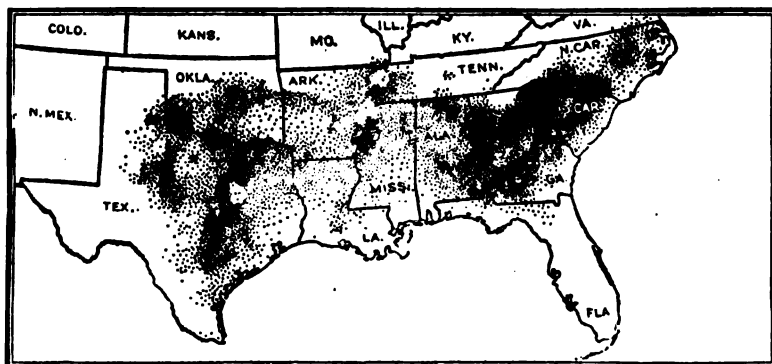 COLO.
KANS.
MO.
ILL.
KY.
VA.
N.CAR.
TENN.
OKLA.
ARK.
N. MEX.
CAR.
ALA.
MISS.
GA.
TEX.
LA.
FLA